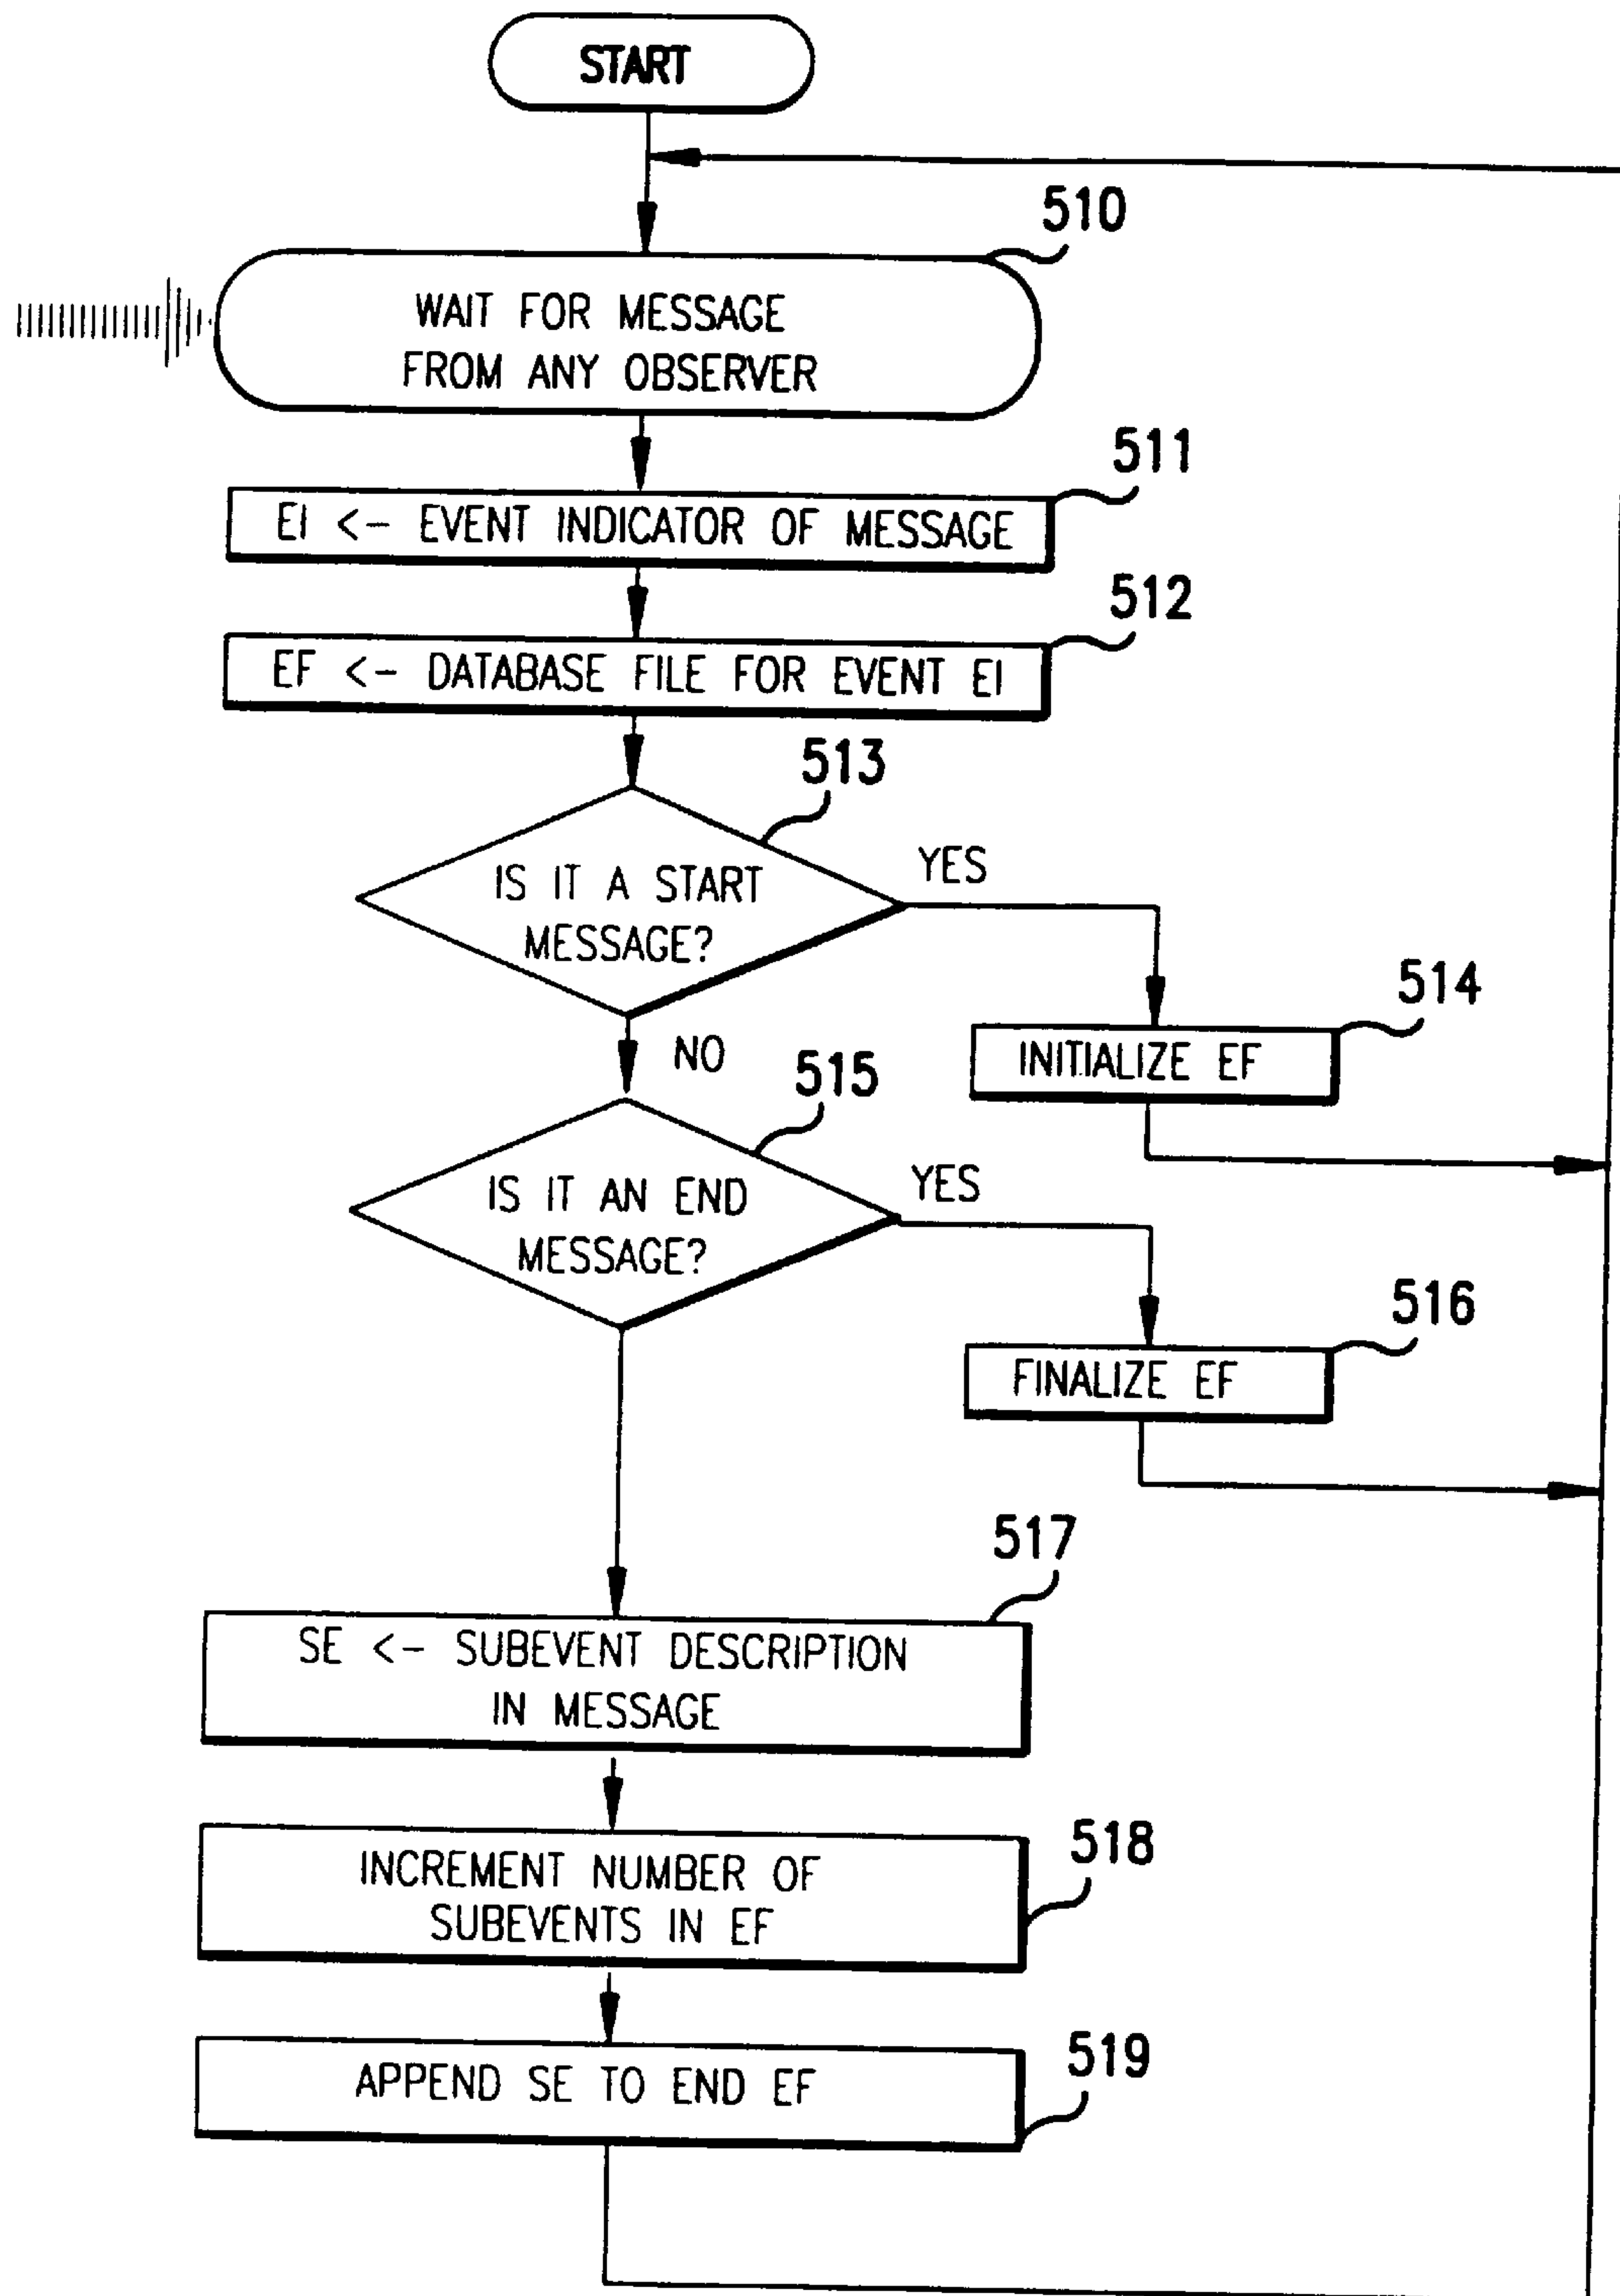 START
510
WAIT FOR MESSAGE
FROM ANY OBSERVER
511
EI <- EVENT INDICATOR OF MESSAGE
512
EF <- DATABASE FILE FOR EVENT EI
513
IS IT A START
MESSAGE?
YES
514
INITIALIZE EF
NO
515
IS IT AN END
MESSAGE?
YES
516
FINALIZE EF
517
SE <- SUBEVENT DESCRIPTION
IN MESSAGE
518
INCREMENT NUMBER OF
SUBEVENTS IN EF
519
APPEND SE TO END EF